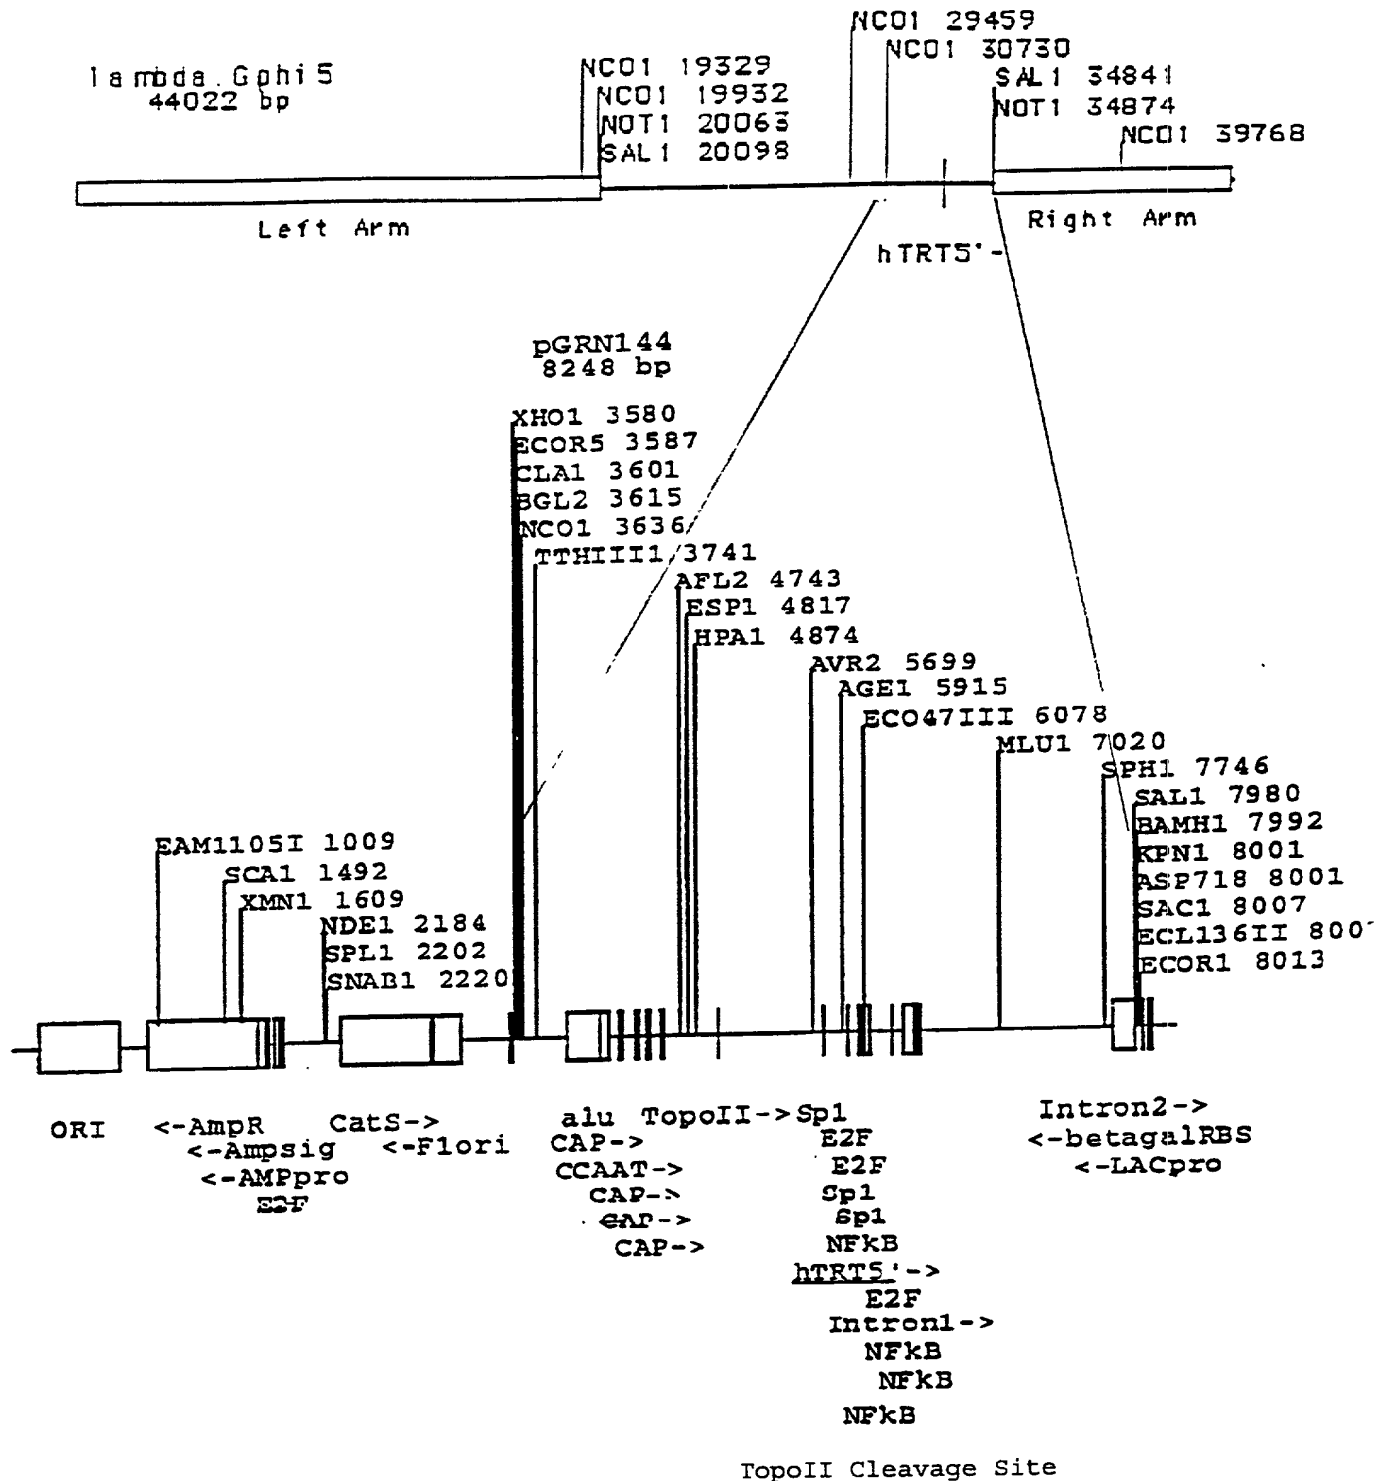 lambda.Gphi5
44022 bp
NCO1 19329
NCO1 19932
NOT1 20063
SAL1 20098
NCO1 29459
NCO1 30730
SAL1 34841
NOT1 34874
NCO1 39768
Left Arm
Right Arm
hTRT5'-
pGRN144
8248 bp
XHO1 3580
ECOR5 3587
CLA1 3601
BGL2 3615
NCO1 3636
TTHIII1 3741
AFL2 4743
ESP1 4817
HPA1 4874
AVR2 5699
AGE1 5915
ECO47III 6078
MLU1 7020
SPH1 7746
SAL1 7980
BAMH1 7992
KPN1 8001
ASP718 8001
SAC1 8007
ECL136II 800
ECOR1 8013
EAM1105I 1009
SCA1 1492
XMN1 1609
NDE1 2184
SPL1 2202
SNAB1 2220
ORI
<-AmpR
<-Ampsig
<-AMPpro
E2F
CatS->
<-F1ori
alu
CAP->
CCAAT->
CAP->
CAP->
CAP->
TopoII->
Sp1
E2F
E2F
Sp1
Sp1
NFkB
hTRT5'->
E2F
Intron1->
NFkB
NFkB
NFkB
Intron2->
<-betagalRBS
<-LACpro
TopoII Cleavage Site